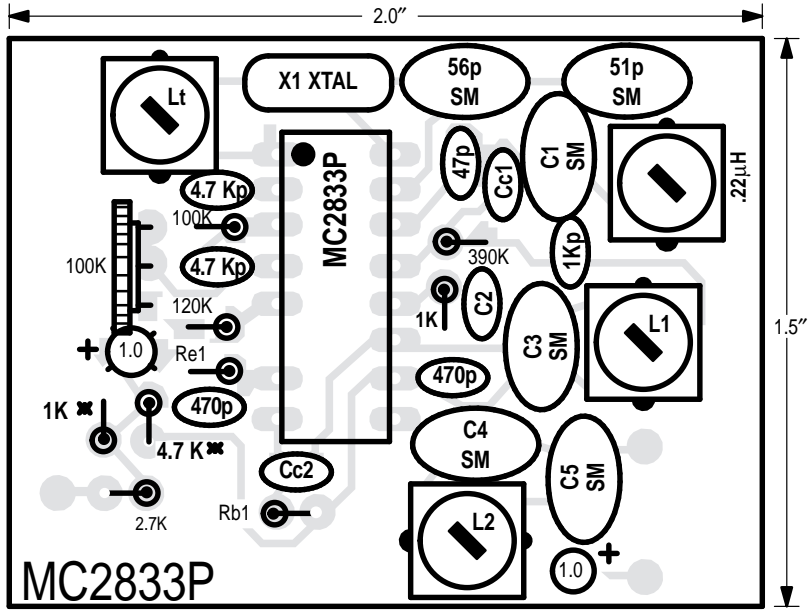 2.0″
Lt
X1 XTAL
56p
SM
51p
SM
MC2833P
47p
Cc1
C1
SM
.22μH
4.7 Kp
100K
390K
1Kp
100K
4.7 Kp
120K
1K
C2
C3
SM
L1
1.5″
+
1.0
Re1
470p
1K ✖
470p
4.7 K ✖
C4
SM
Cc2
C5
SM
2.7K
Rb1
L2
+
1.0
MC2833P